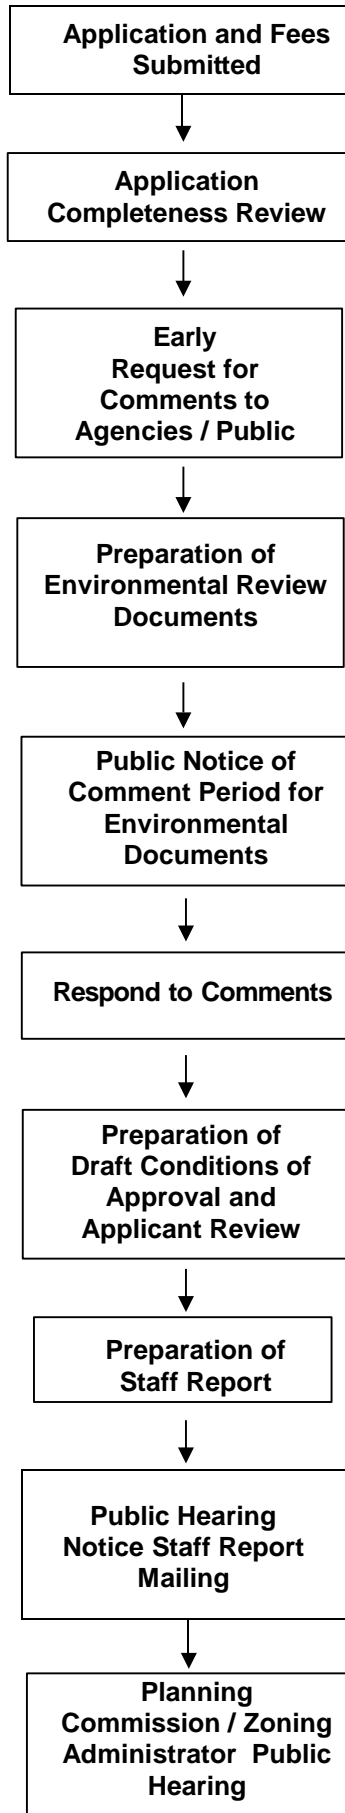 Application and Fees
Submitted
Application
Completeness Review
Early
Request for
Comments to
Agencies / Public
Preparation of
Environmental Review
Documents
Public Notice of
Comment Period for
Environmental
Documents
Respond to Comments
Preparation of
Draft Conditions of
Approval and
Applicant Review
Preparation of
Staff Report
Public Hearing
Notice Staff Report
Mailing
Planning
Commission / Zoning
Administrator Public
Hearing